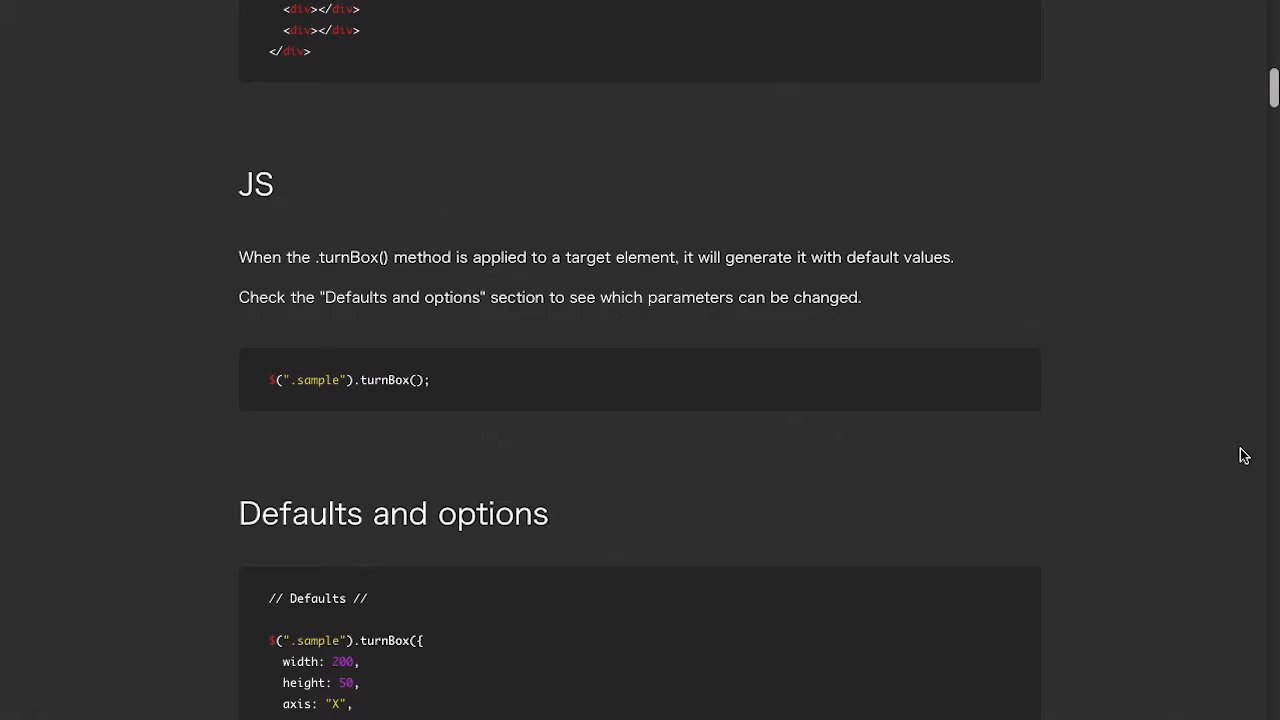 <div></div>
<div></div>
</div>
JS
When the .turnBox() method is applied to a target element, it will generate it with default values.
Check the "Defaults and options" section to see which parameters can be changed.
$(".sample").turnBox();
Defaults and options
// Defaults //
$(".sample").turnBox({
width: 200,
height: 50,
axis: "X",